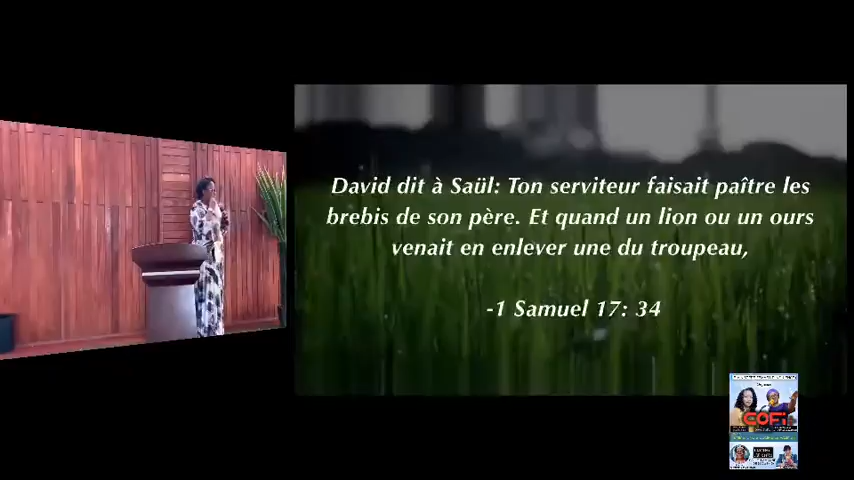 David dit à Saül: Ton serviteur faisait paître les
brebis de son père. Et quand un lion ou un ours
venait en enlever une du troupeau,
-1 Samuel 17: 34
COFI